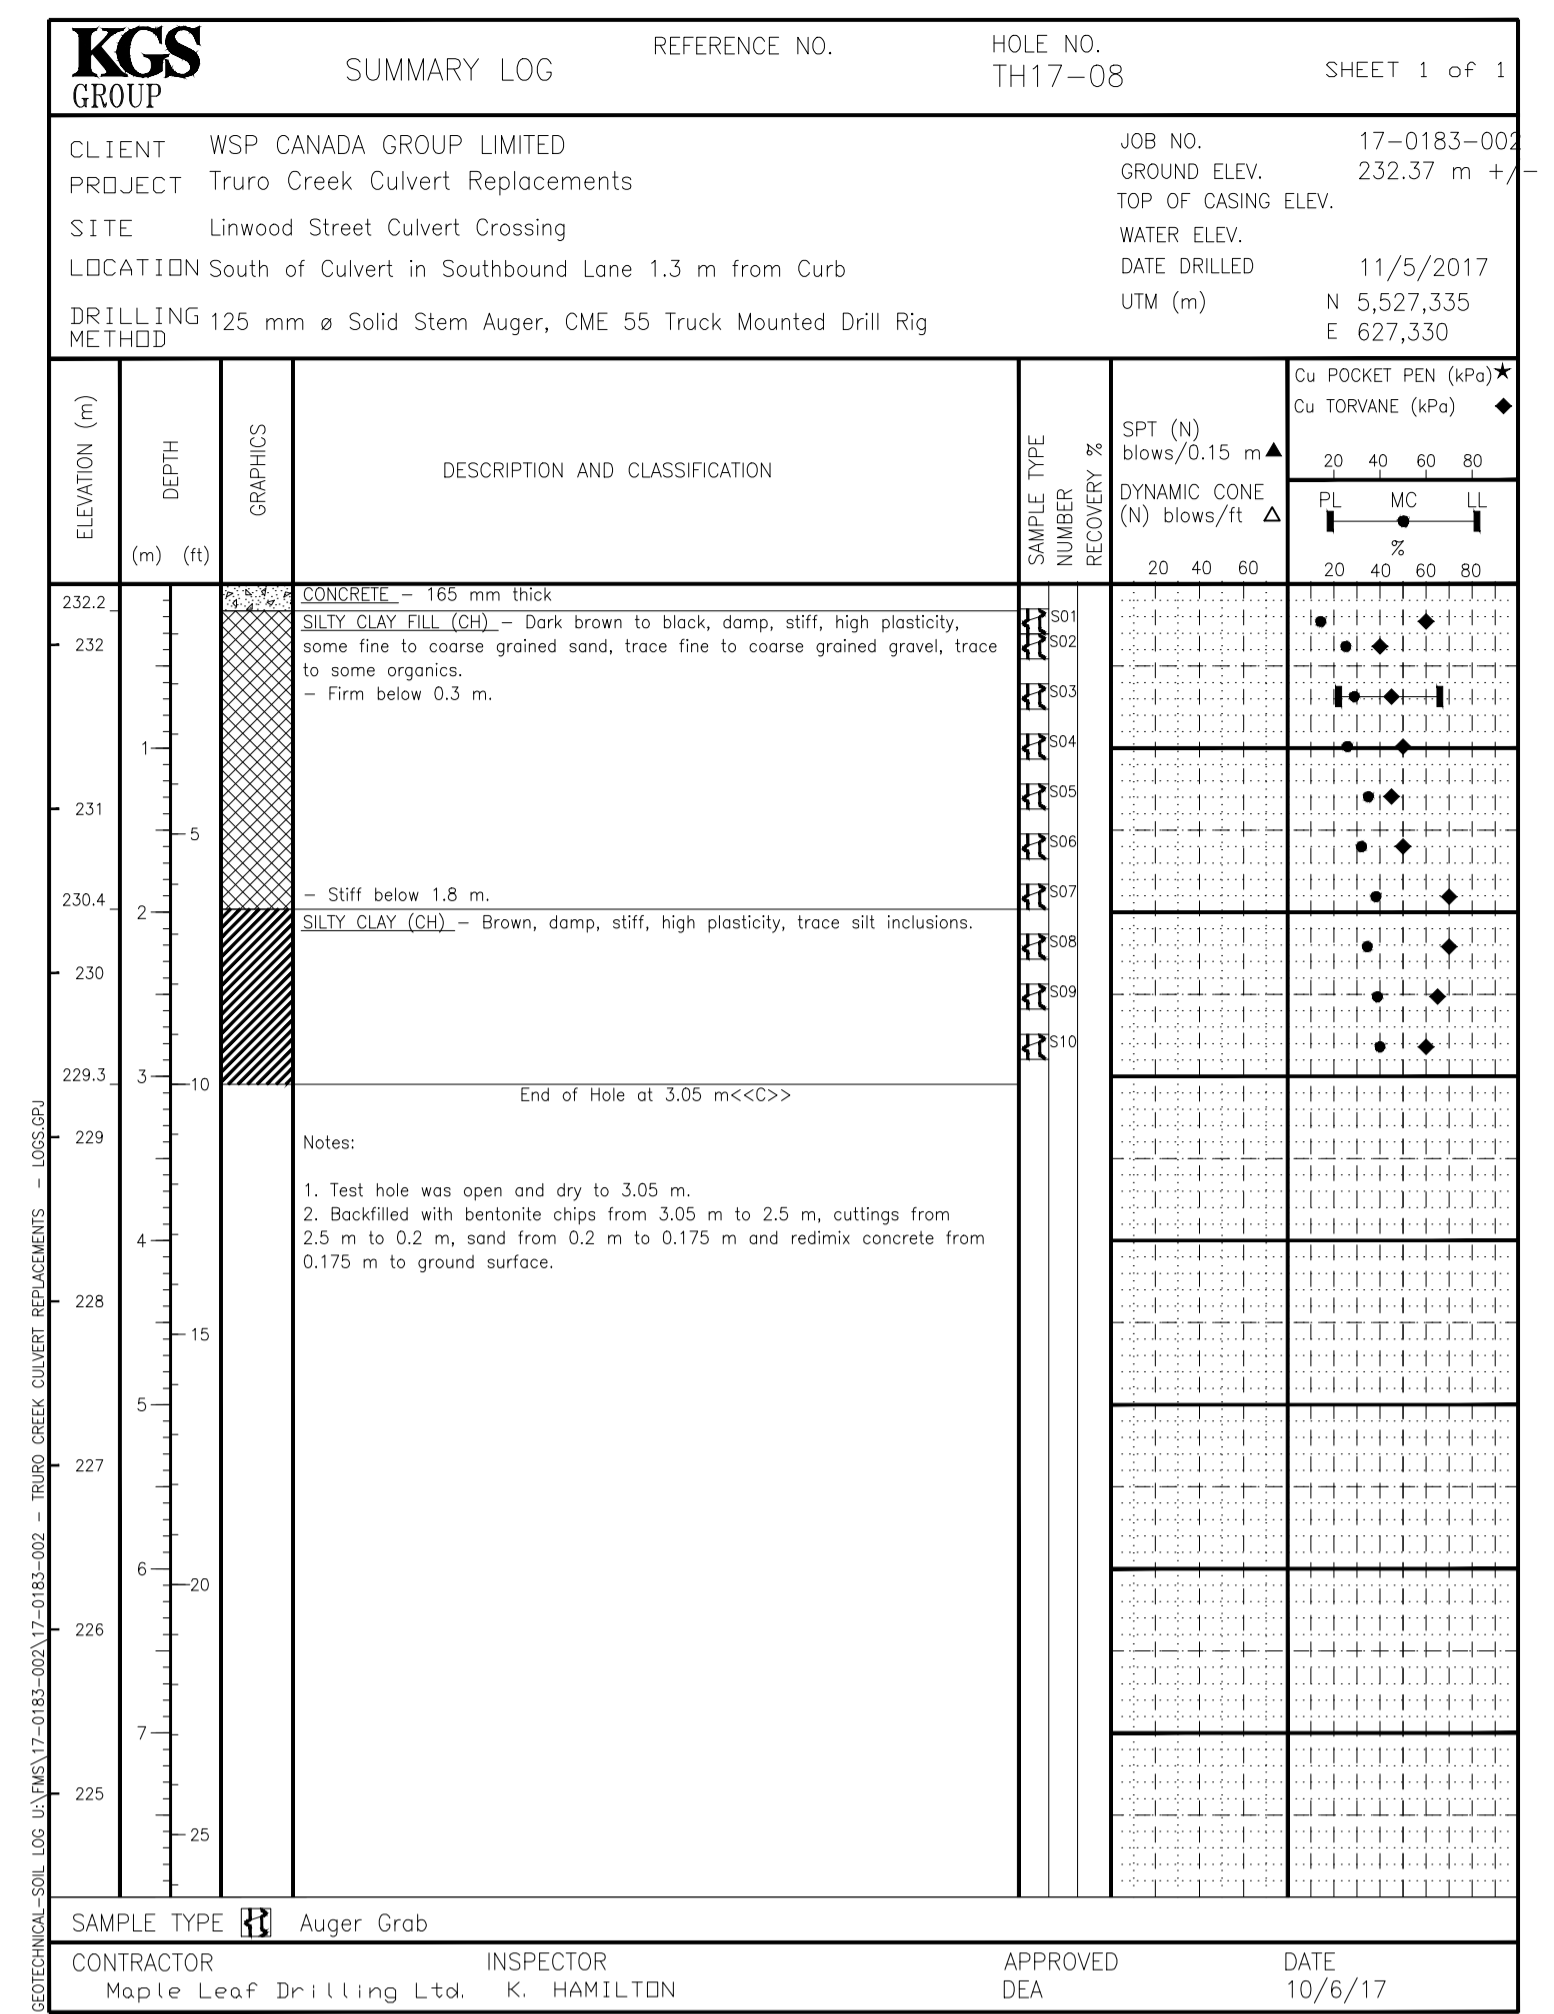 KGS
GROUP
SUMMARY LOG
REFERENCE NO.
HOLE NO.
TH17-08
SHEET 1 of 1
CLIENT WSP CANADA GROUP LIMITED
PROJECT Truro Creek Culvert Replacements
SITE Linwood Street Culvert Crossing
LOCATION South of Culvert in Southbound Lane 1.3 m from Curb
DRILLING METHOD 125 mm ø Solid Stem Auger, CME 55 Truck Mounted Drill Rig
JOB NO. 17-0183-002
GROUND ELEV. 232.37 m +/-
TOP OF CASING ELEV.
WATER ELEV.
DATE DRILLED 11/5/2017
UTM (m) N 5,527,335
E 627,330
ELEVATION (m)
DEPTH
(m) (ft)
GRAPHICS
DESCRIPTION AND CLASSIFICATION
SAMPLE TYPE
NUMBER
RECOVERY %
SPT (N)
blows/0.15 m ▲
DYNAMIC CONE
(N) blows/ft △
20 40 60
Cu POCKET PEN (kPa) ★
Cu TORVANE (kPa) ◆
20 40 60 80
PL MC LL
%
20 40 60 80
232.2
CONCRETE - 165 mm thick
SILTY CLAY FILL (CH) - Dark brown to black, damp, stiff, high plasticity,
some fine to coarse grained sand, trace fine to coarse grained gravel, trace
to some organics.
- Firm below 0.3 m.
S01
S02
232
S03
1
S04
231
S05
5
S06
230.4
- Stiff below 1.8 m.
S07
2
SILTY CLAY (CH) - Brown, damp, stiff, high plasticity, trace silt inclusions.
S08
230
S09
S10
229.3
3
10
End of Hole at 3.05 m<<C>>
229
Notes:
1. Test hole was open and dry to 3.05 m.
2. Backfilled with bentonite chips from 3.05 m to 2.5 m, cuttings from
2.5 m to 0.2 m, sand from 0.2 m to 0.175 m and redimix concrete from
0.175 m to ground surface.
4
228
15
5
227
6
20
226
7
225
25
GEOTECHNICAL-SOIL LOG U:\FMS\17-0183-002\17-0183-002 - TRURO CREEK CULVERT REPLACEMENTS - LOGS.GPJ
SAMPLE TYPE Auger Grab
CONTRACTOR
Maple Leaf Drilling Ltd.
INSPECTOR
K. HAMILTON
APPROVED
DEA
DATE
10/6/17